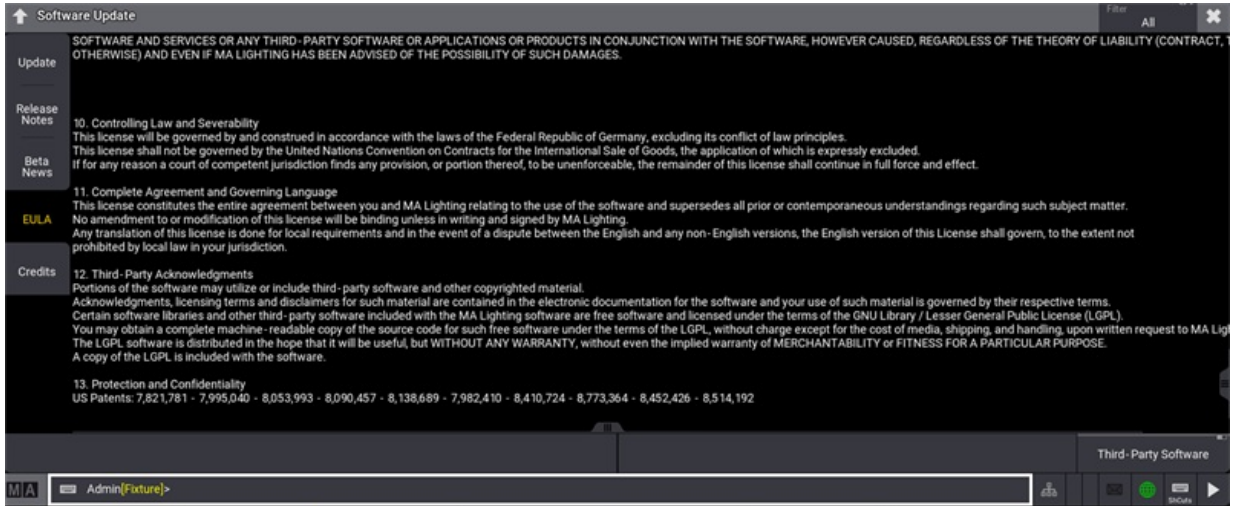 Software Update
Filter
All
Update
Release
Notes
Beta
News
EULA
Credits
SOFTWARE AND SERVICES OR ANY THIRD-PARTY SOFTWARE OR APPLICATIONS OR PRODUCTS IN CONJUNCTION WITH THE SOFTWARE, HOWEVER CAUSED, REGARDLESS OF THE THEORY OF LIABILITY (CONTRACT,
OTHERWISE) AND EVEN IF MA LIGHTING HAS BEEN ADVISED OF THE POSSIBILITY OF SUCH DAMAGES.
10. Controlling Law and Severability
This license will be governed by and construed in accordance with the laws of the Federal Republic of Germany, excluding its conflict of law principles.
This license shall not be governed by the United Nations Convention on Contracts for the International Sale of Goods, the application of which is expressly excluded.
If for any reason a court of competent jurisdiction finds any provision, or portion thereof, to be unenforceable, the remainder of this license shall continue in full force and effect.
11. Complete Agreement and Governing Language
This license constitutes the entire agreement between you and MA Lighting relating to the use of the software and supersedes all prior or contemporaneous understandings regarding such subject matter.
No amendment to or modification of this license will be binding unless in writing and signed by MA Lighting.
Any translation of this license is done for local requirements and in the event of a dispute between the English and any non-English versions, the English version of this License shall govern, to the extent not
prohibited by local law in your jurisdiction.
12. Third-Party Acknowledgments
Portions of the software may utilize or include third-party software and other copyrighted material.
Acknowledgments, licensing terms and disclaimers for such material are contained in the electronic documentation for the software and your use of such material is governed by their respective terms.
Certain software libraries and other third-party software included with the MA Lighting software are free software and licensed under the terms of the GNU Library / Lesser General Public License (LGPL).
You may obtain a complete machine-readable copy of the source code for such free software under the terms of the LGPL, without charge except for the cost of media, shipping, and handling, upon written request to MA Ligh
The LGPL software is distributed in the hope that it will be useful, but WITHOUT ANY WARRANTY, without even the implied warranty of MERCHANTABILITY or FITNESS FOR A PARTICULAR PURPOSE.
A copy of the LGPL is included with the software.
13. Protection and Confidentiality
US Patents: 7,821,781 - 7,995,040 - 8,053,993 - 8,090,457 - 8,138,689 - 7,982,410 - 8,410,724 - 8,773,364 - 8,452,426 - 8,514,192
Third-Party Software
MA
Admin[Fixture]>
ShCuts